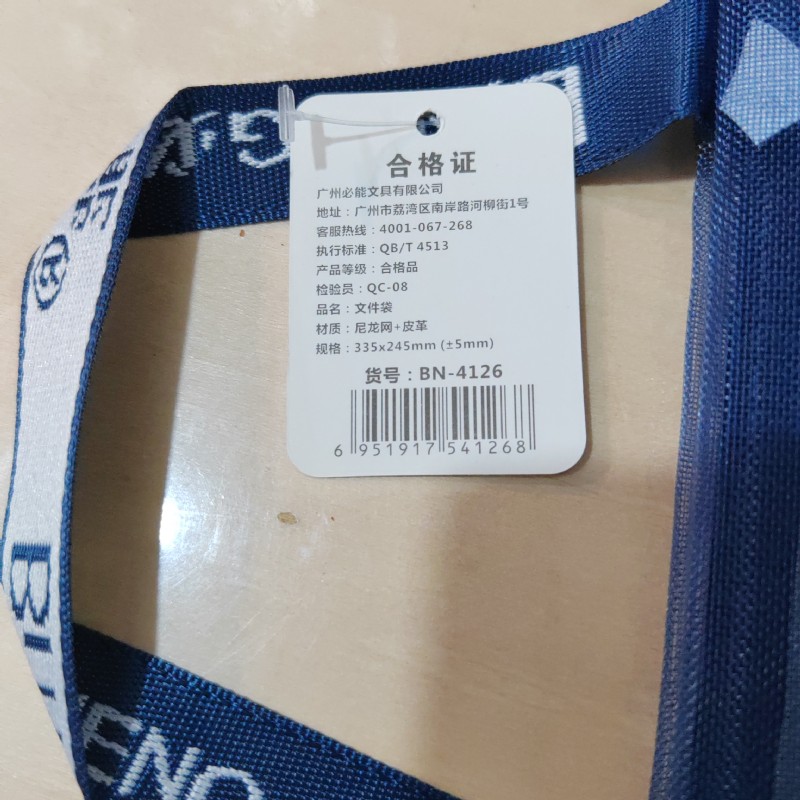 合格证
广州必能文具有限公司
地址：广州市荔湾区南岸路河柳街1号
客服热线：4001-067-268
执行标准：QB/T 4513
产品等级：合格品
检验员：QC-08
品名：文件袋
材质：尼龙网+皮革
规格：335x245mm (±5mm)
货号：BN-4126
6 951917 541268